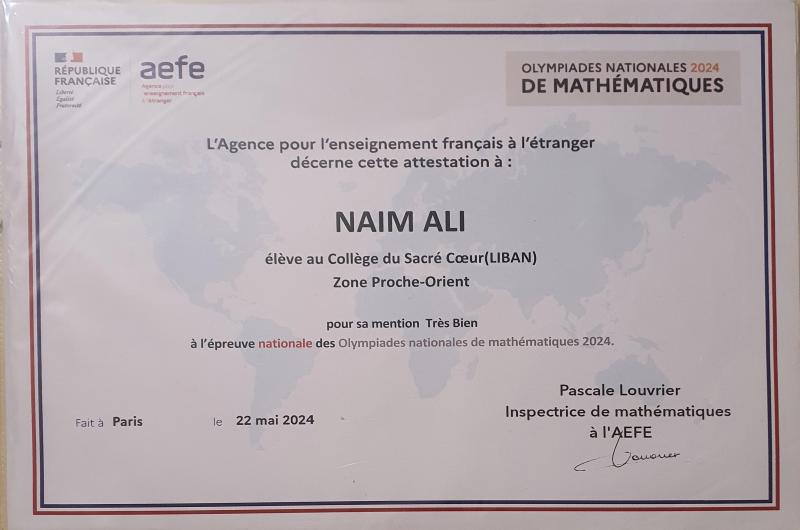 RÉPUBLIQUE
FRANÇAISE
Liberté
Égalité
Fraternité
aefe
Agence pour
l'enseignement français
à l'étranger
OLYMPIADES NATIONALES 2024
DE MATHÉMATIQUES
L'Agence pour l'enseignement français à l'étranger
décerne cette attestation à :
NAIM ALI
élève au Collège du Sacré Cœur(LIBAN)
Zone Proche-Orient
pour sa mention Très Bien
à l'épreuve nationale des Olympiades nationales de mathématiques 2024.
Pascale Louvrier
Inspectrice de mathématiques
à l'AEFE
Fait à Paris le 22 mai 2024